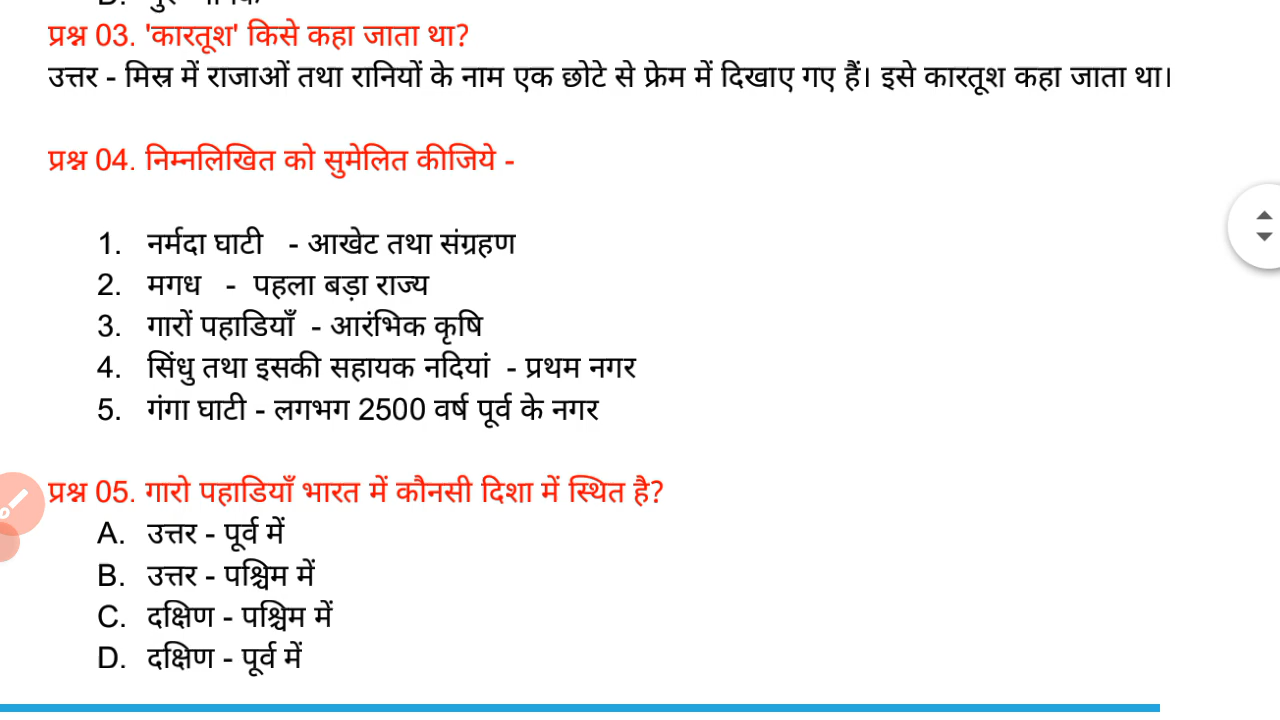 प्रश्न 03. 'कारतूश' किसे कहा जाता था?
उत्तर - मिस्र में राजाओं तथा रानियों के नाम एक छोटे से फ्रेम में दिखाए गए हैं। इसे कारतूश कहा जाता था।
प्रश्न 04. निम्नलिखित को सुमेलित कीजिये -
1. नर्मदा घाटी - आखेट तथा संग्रहण
2. मगध - पहला बड़ा राज्य
3. गारों पहाडियाँ - आरंभिक कृषि
4. सिंधु तथा इसकी सहायक नदियां - प्रथम नगर
5. गंगा घाटी - लगभग 2500 वर्ष पूर्व के नगर
प्रश्न 05. गारो पहाडियाँ भारत में कौनसी दिशा में स्थित है?
A. उत्तर - पूर्व में
B. उत्तर - पश्चिम में
C. दक्षिण - पश्चिम में
D. दक्षिण - पूर्व में